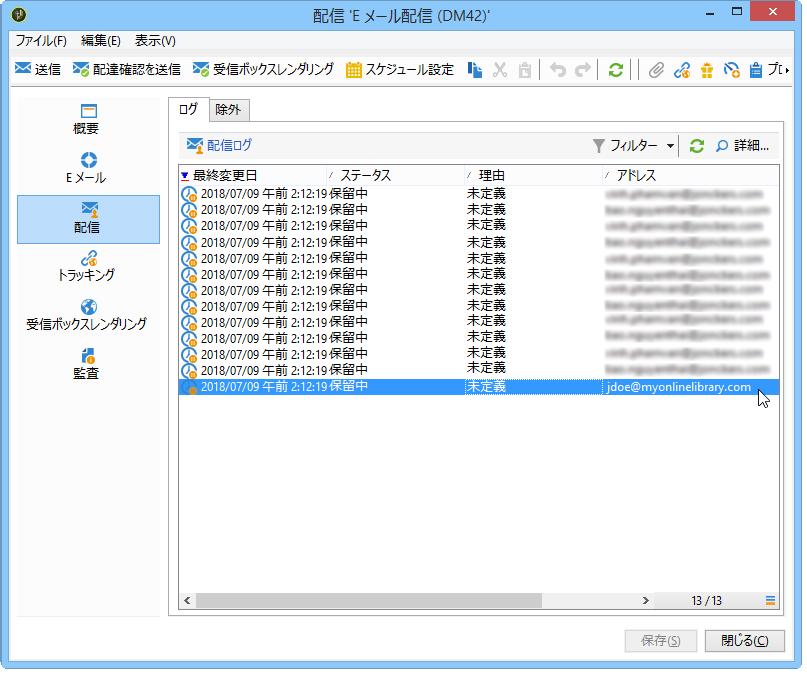 配信 'E メール配信 (DM42)'
ファイル(F) 編集(E) 表示(V)
送信 配達確認を送信 受信ボックスレンダリング スケジュール設定 プロ
概要
E メール
配信
トラッキング
受信ボックスレンダリング
監査
ログ 除外
配信ログ フィルター 詳細...
最終変更日 ステータス 理由 アドレス
2018/07/09 午前 2:12:19 保留中 未定義
2018/07/09 午前 2:12:19 保留中 未定義
2018/07/09 午前 2:12:19 保留中 未定義
2018/07/09 午前 2:12:19 保留中 未定義
2018/07/09 午前 2:12:19 保留中 未定義
2018/07/09 午前 2:12:19 保留中 未定義
2018/07/09 午前 2:12:19 保留中 未定義
2018/07/09 午前 2:12:19 保留中 未定義
2018/07/09 午前 2:12:19 保留中 未定義
2018/07/09 午前 2:12:19 保留中 未定義
2018/07/09 午前 2:12:19 保留中 未定義
2018/07/09 午前 2:12:19 保留中 未定義
2018/07/09 午前 2:12:19 保留中 未定義 jdoe@myonlinelibrary.com
13 / 13
保存(S) 閉じる(C)